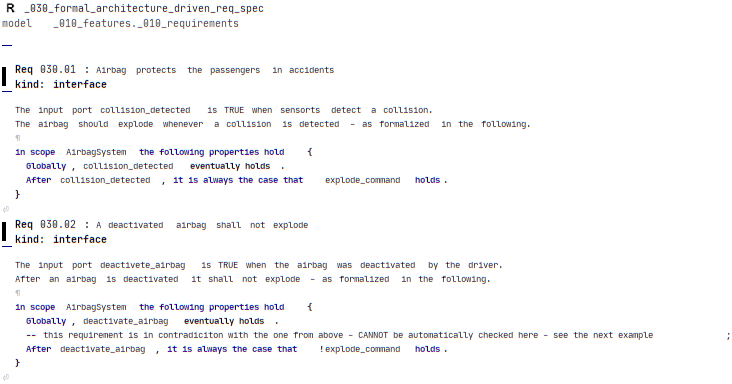 R _030_formal_architecture_driven_req_spec
model _010_features._010_requirements
Req 030.01 : Airbag protects the passengers in accidents
kind: interface
The input port collision_detected is TRUE when sensorts detect a collision.
The airbag should explode whenever a collision is detected – as formalized in the following.
¶
in scope AirbagSystem the following properties hold {
Globally , collision_detected eventually holds .
After collision_detected , it is always the case that explode_command holds .
}
Req 030.02 : A deactivated airbag shall not explode
kind: interface
The input port deactivete_airbag is TRUE when the airbag was deactivated by the driver.
After an airbag is deactivated it shall not explode – as formalized in the following.
¶
in scope AirbagSystem the following properties hold {
Globally , deactivate_airbag eventually holds .
-- this requirement is in contradiciton with the one from above – CANNOT be automatically checked here – see the next example ;
After deactivate_airbag , it is always the case that !explode_command holds .
}